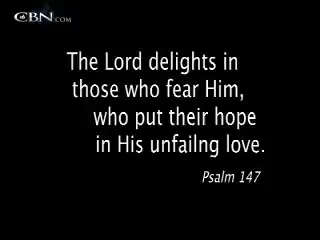 CBN.COM
The Lord delights in
those who fear Him,
who put their hope
in His unfailng love.
Psalm 147